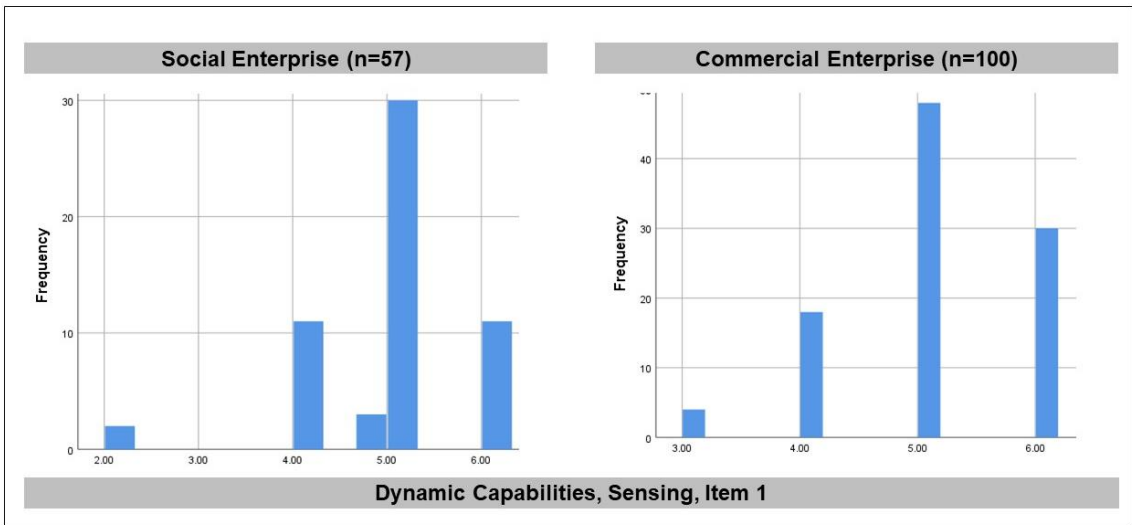 Social Enterprise (n=57)
Commercial Enterprise (n=100)
30
20
10
0
Frequency
2.00 3.00 4.00 5.00 6.00
40
30
20
10
0
Frequency
3.00 4.00 5.00 6.00
Dynamic Capabilities, Sensing, Item 1